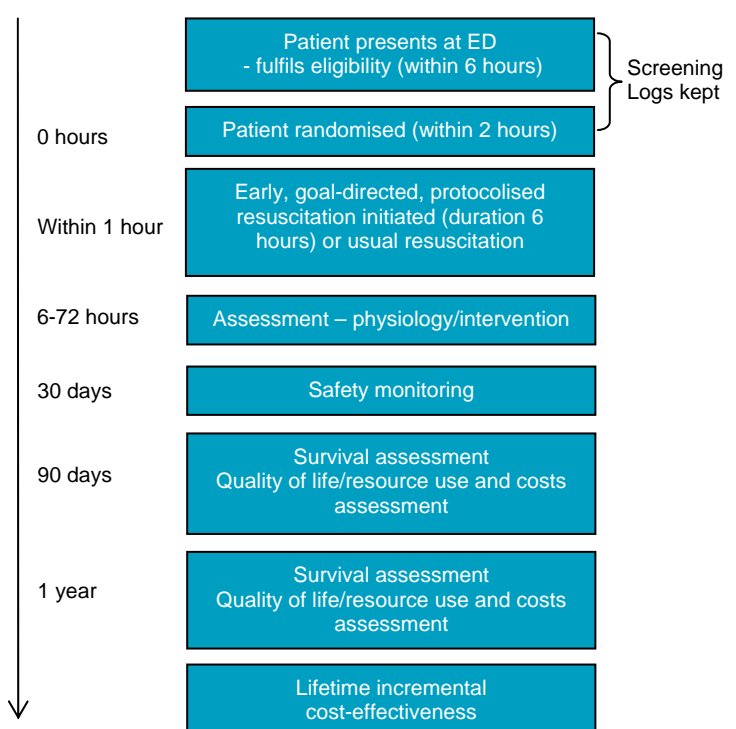 Patient presents at ED
- fulfils eligibility (within 6 hours)
Screening
Logs kept
0 hours
Patient randomised (within 2 hours)
Within 1 hour
Early, goal-directed, protocolised
resuscitation initiated (duration 6
hours) or usual resuscitation
6-72 hours
Assessment – physiology/intervention
30 days
Safety monitoring
90 days
Survival assessment
Quality of life/resource use and costs
assessment
1 year
Survival assessment
Quality of life/resource use and costs
assessment
Lifetime incremental
cost-effectiveness